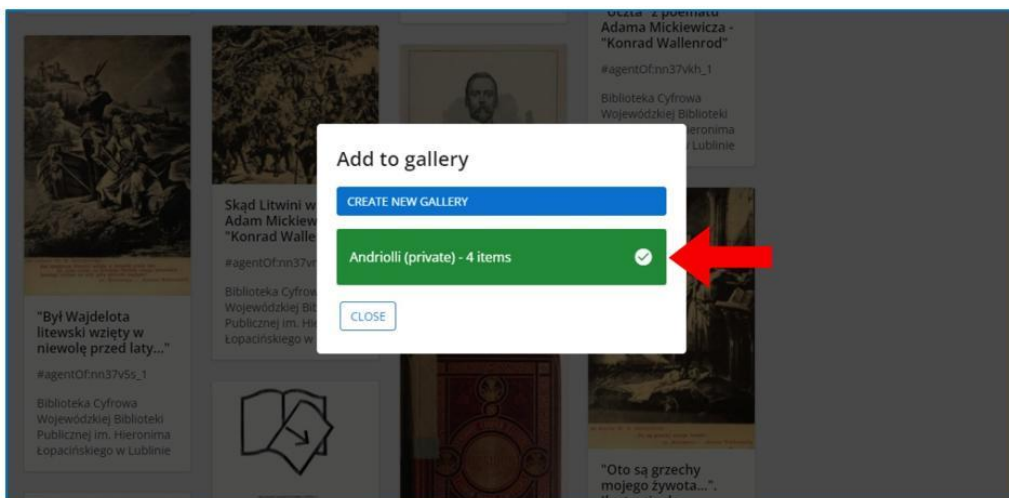 "Był Wajdelota
litewski wzięty w
niewolę przed laty..."
#agentOf:nn37v5s_1
Biblioteka Cyfrowa
Wojewódzkiej Biblioteki
Publicznej im. Hieronima
Łopacińskiego w Lublinie
Skąd Litwini w
Adam Mickiew
"Konrad Walle
#agentOf:nn37v
Biblioteka Cyfrow
Wojewódzkiej Bib
Publicznej im. Hie
Łopacińskiego w
"Uczta" z poematu
Adama Mickiewicza -
"Konrad Wallenrod"
#agentOf:nn37vkh_1
Biblioteka Cyfrowa
Wojewódzkiej Biblioteki
ieronima
Lublinie
Add to gallery
CREATE NEW GALLERY
Andriolli (private) - 4 items
CLOSE
"Oto są grzechy
mojego żywota...".